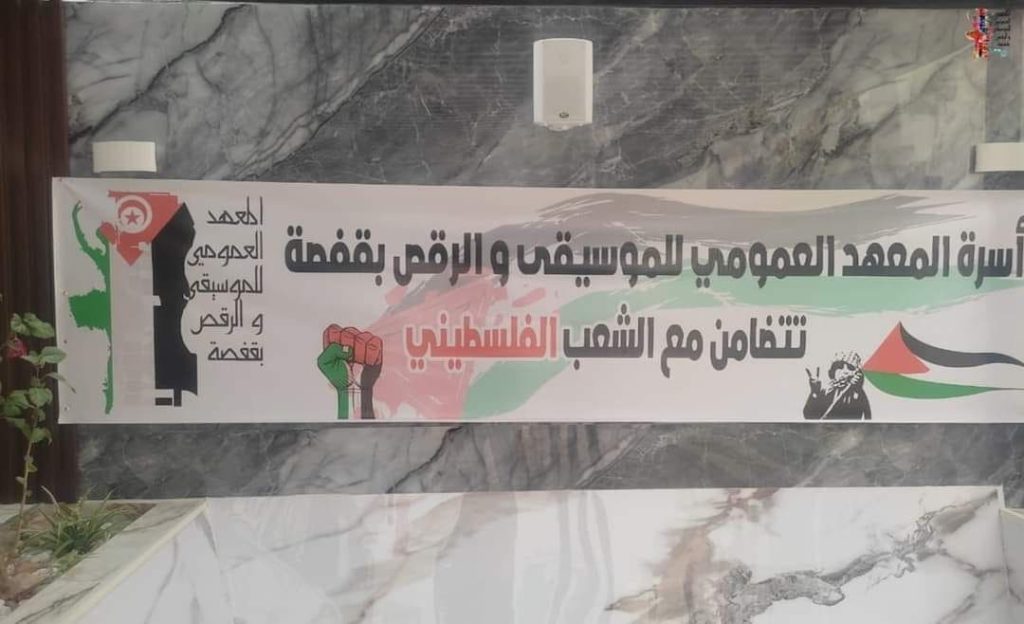 أسرة المعهد العمومي للموسيقى و الرقص بقفصة
تتضامن مع الشعب الفلسطيني
المعهد
العمومي
للموسيقى
و الرقص
بقفصة